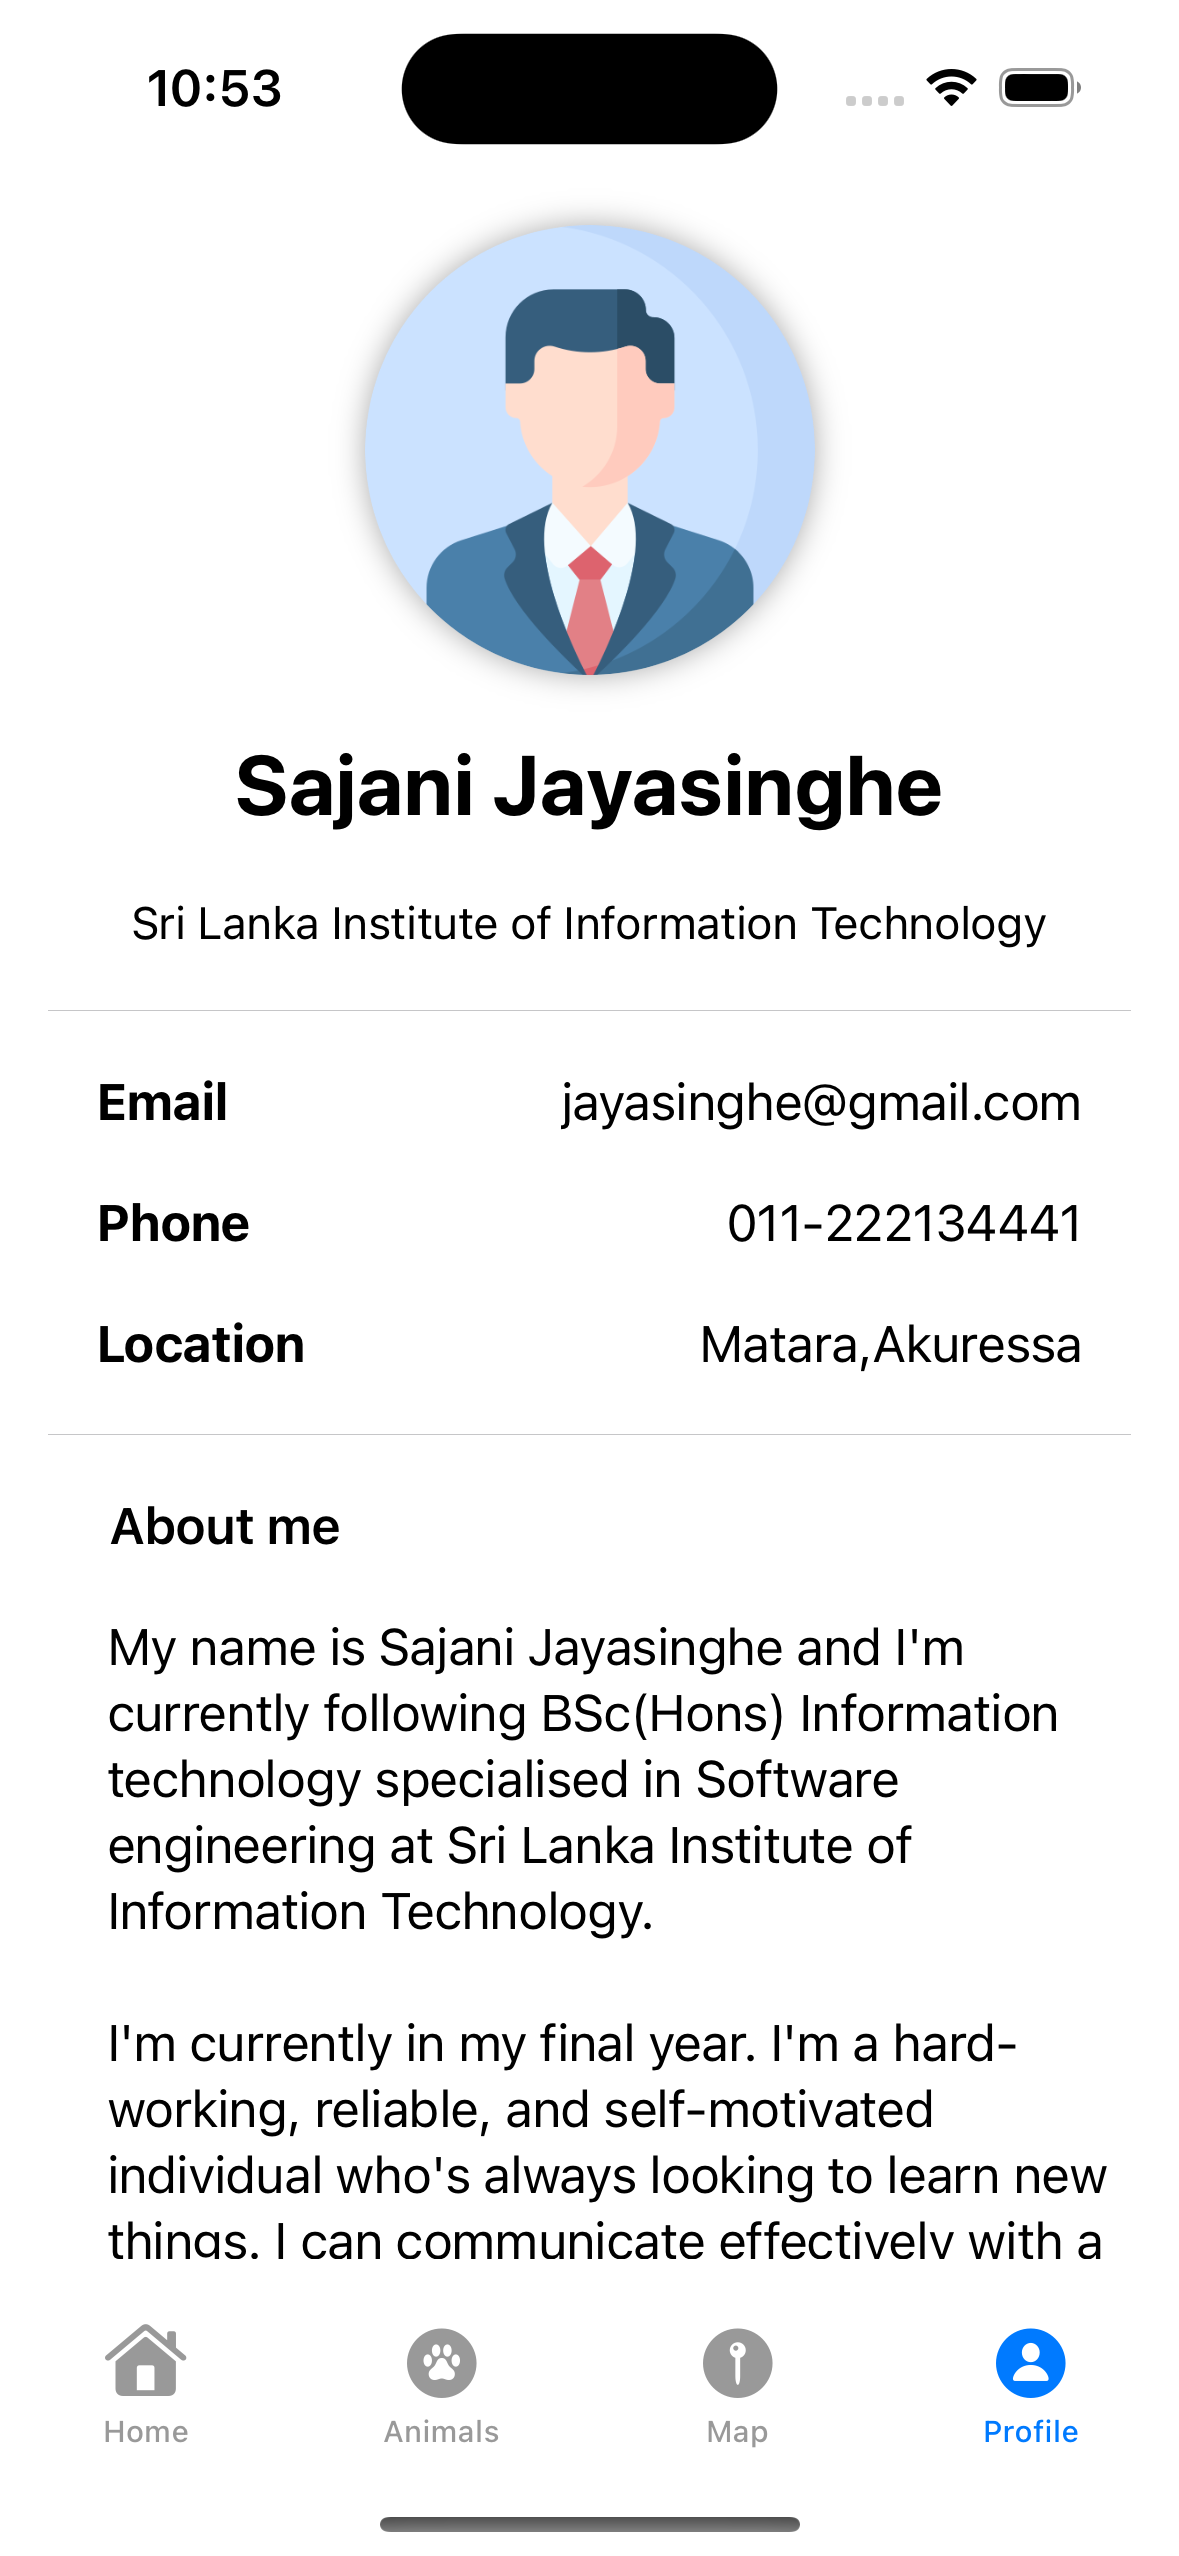 10:53
Sajani Jayasinghe
Sri Lanka Institute of Information Technology
Email jayasinghe@gmail.com
Phone 011-222134441
Location Matara,Akuressa
About me
My name is Sajani Jayasinghe and I'm
currently following BSc(Hons) Information
technology specialised in Software
engineering at Sri Lanka Institute of
Information Technology.
I'm currently in my final year. I'm a hard-
working, reliable, and self-motivated
individual who's always looking to learn new
things. I can communicate effectively with a
Home Animals Map Profile